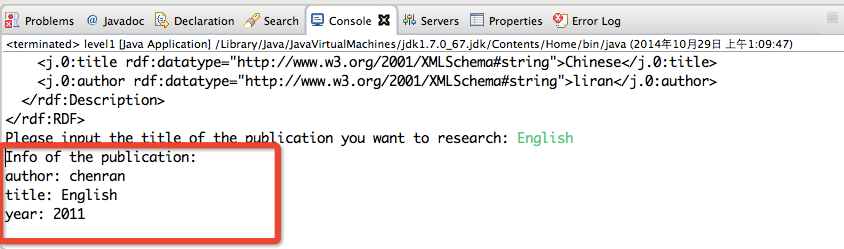 Problems @ Javadoc Declaration Search Console Servers Properties Error Log
<terminated> level1 [Java Application] /Library/Java/JavaVirtualMachines/jdk1.7.0_67.jdk/Contents/Home/bin/java (2014年10月29日 上午1:09:47)
<j.0:title rdf:datatype="http://www.w3.org/2001/XMLSchema#string">Chinese</j.0:title>
<j.0:author rdf:datatype="http://www.w3.org/2001/XMLSchema#string">liran</j.0:author>
</rdf:Description>
</rdf:RDF>
Please input the title of the publication you want to research: English
Info of the publication:
author: chenran
title: English
year: 2011